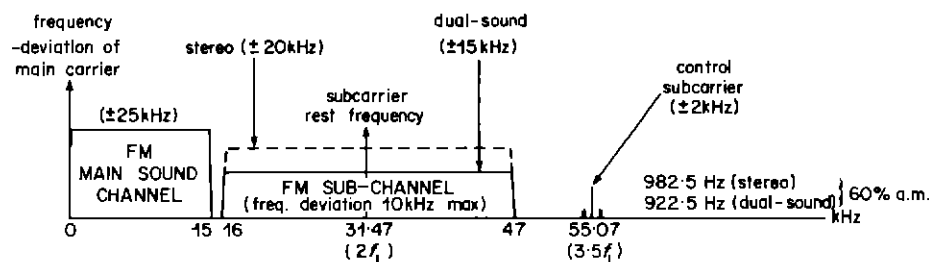 frequency
-deviation of
main carrier
stereo (±20kHz)
dual-sound
(±15kHz)
control
subcarrier
(±2kHz)
subcarrier
rest frequency
(±25kHz)
FM
MAIN SOUND
CHANNEL
FM SUB-CHANNEL
(freq. deviation 10kHz max)
982·5 Hz (stereo)
922·5 Hz (dual-sound)
60% a.m.
0
15
16
31·47
(2f₁)
47
55·07
(3·5f₁)
kHz